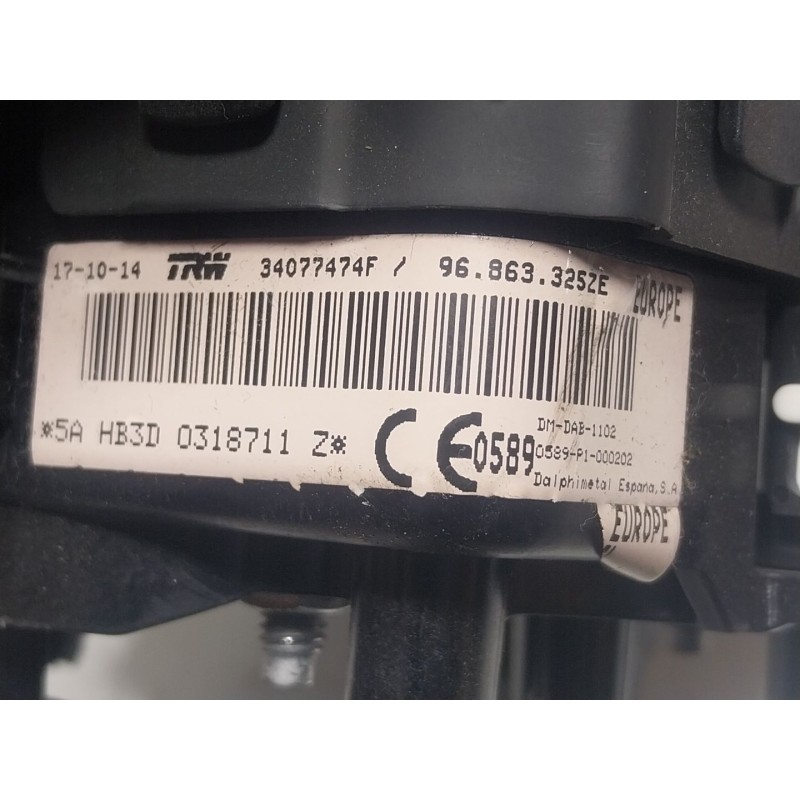 17-10-14 TRW 34077474F / 96.863.325ZE
EUROPE
*5A HB3D 0318711 Z*
CE 0589
DM-DAB-1102
0589-P1-000202
Dalphimetal Espana,S.A
EUROPE